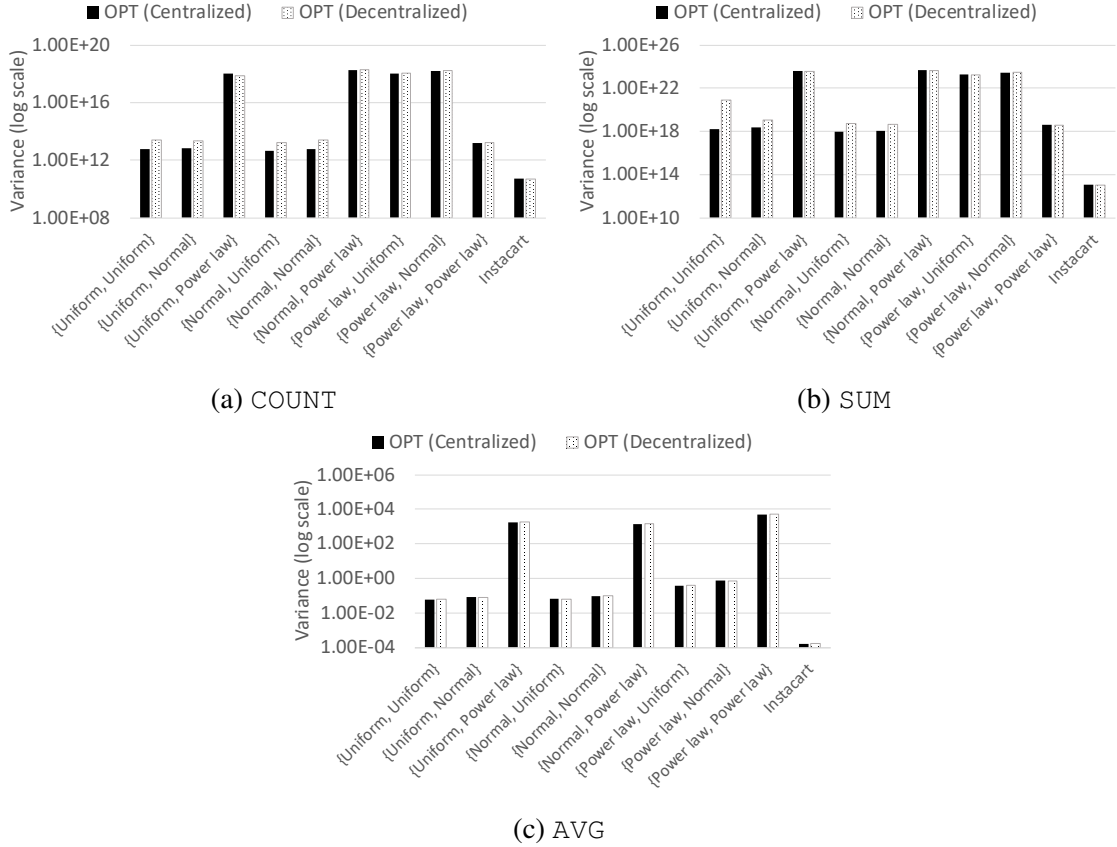 OPT (Centralized) OPT (Decentralized)
Variance (log scale)
1.00E+20
1.00E+16
1.00E+12
1.00E+08
{Uniform, Uniform}
{Uniform, Normal}
{Uniform, Power law}
{Normal, Uniform}
{Normal, Normal}
{Normal, Power law}
{Power law, Uniform}
{Power law, Normal}
{Power law, Power law}
Instacart
(a) COUNT
OPT (Centralized) OPT (Decentralized)
Variance (log scale)
1.00E+26
1.00E+22
1.00E+18
1.00E+14
1.00E+10
{Uniform, Uniform}
{Uniform, Normal}
{Uniform, Power law}
{Normal, Uniform}
{Normal, Normal}
{Normal, Power law}
{Power law, Uniform}
{Power law, Normal}
{Power law, Power law}
Instacart
(b) SUM
OPT (Centralized) OPT (Decentralized)
Variance (log scale)
1.00E+06
1.00E+04
1.00E+02
1.00E+00
1.00E-02
1.00E-04
{Uniform, Uniform}
{Uniform, Normal}
{Uniform, Power law}
{Normal, Uniform}
{Normal, Normal}
{Normal, Power law}
{Power law, Uniform}
{Power law, Normal}
{Power law, Power law}
Instacart
(c) AVG